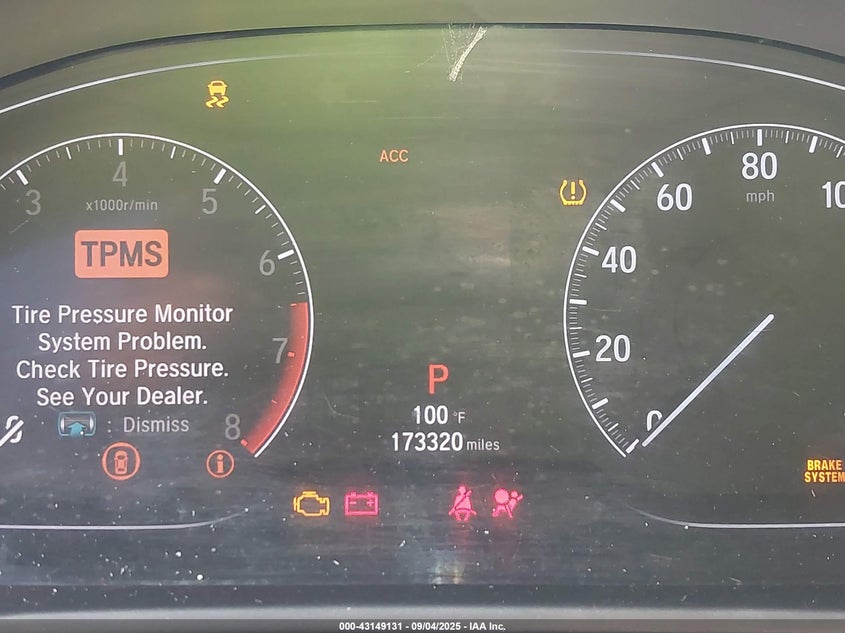 ACC
3
4
5
6
7
8
x1000r/min
TPMS
Tire Pressure Monitor
System Problem.
Check Tire Pressure.
See Your Dealer.
: Dismiss
P
100 °F
173320 miles
0
20
40
60
80
mph
BRAKE
SYSTEM
000-43149131 - 09/04/2025 - IAA Inc.